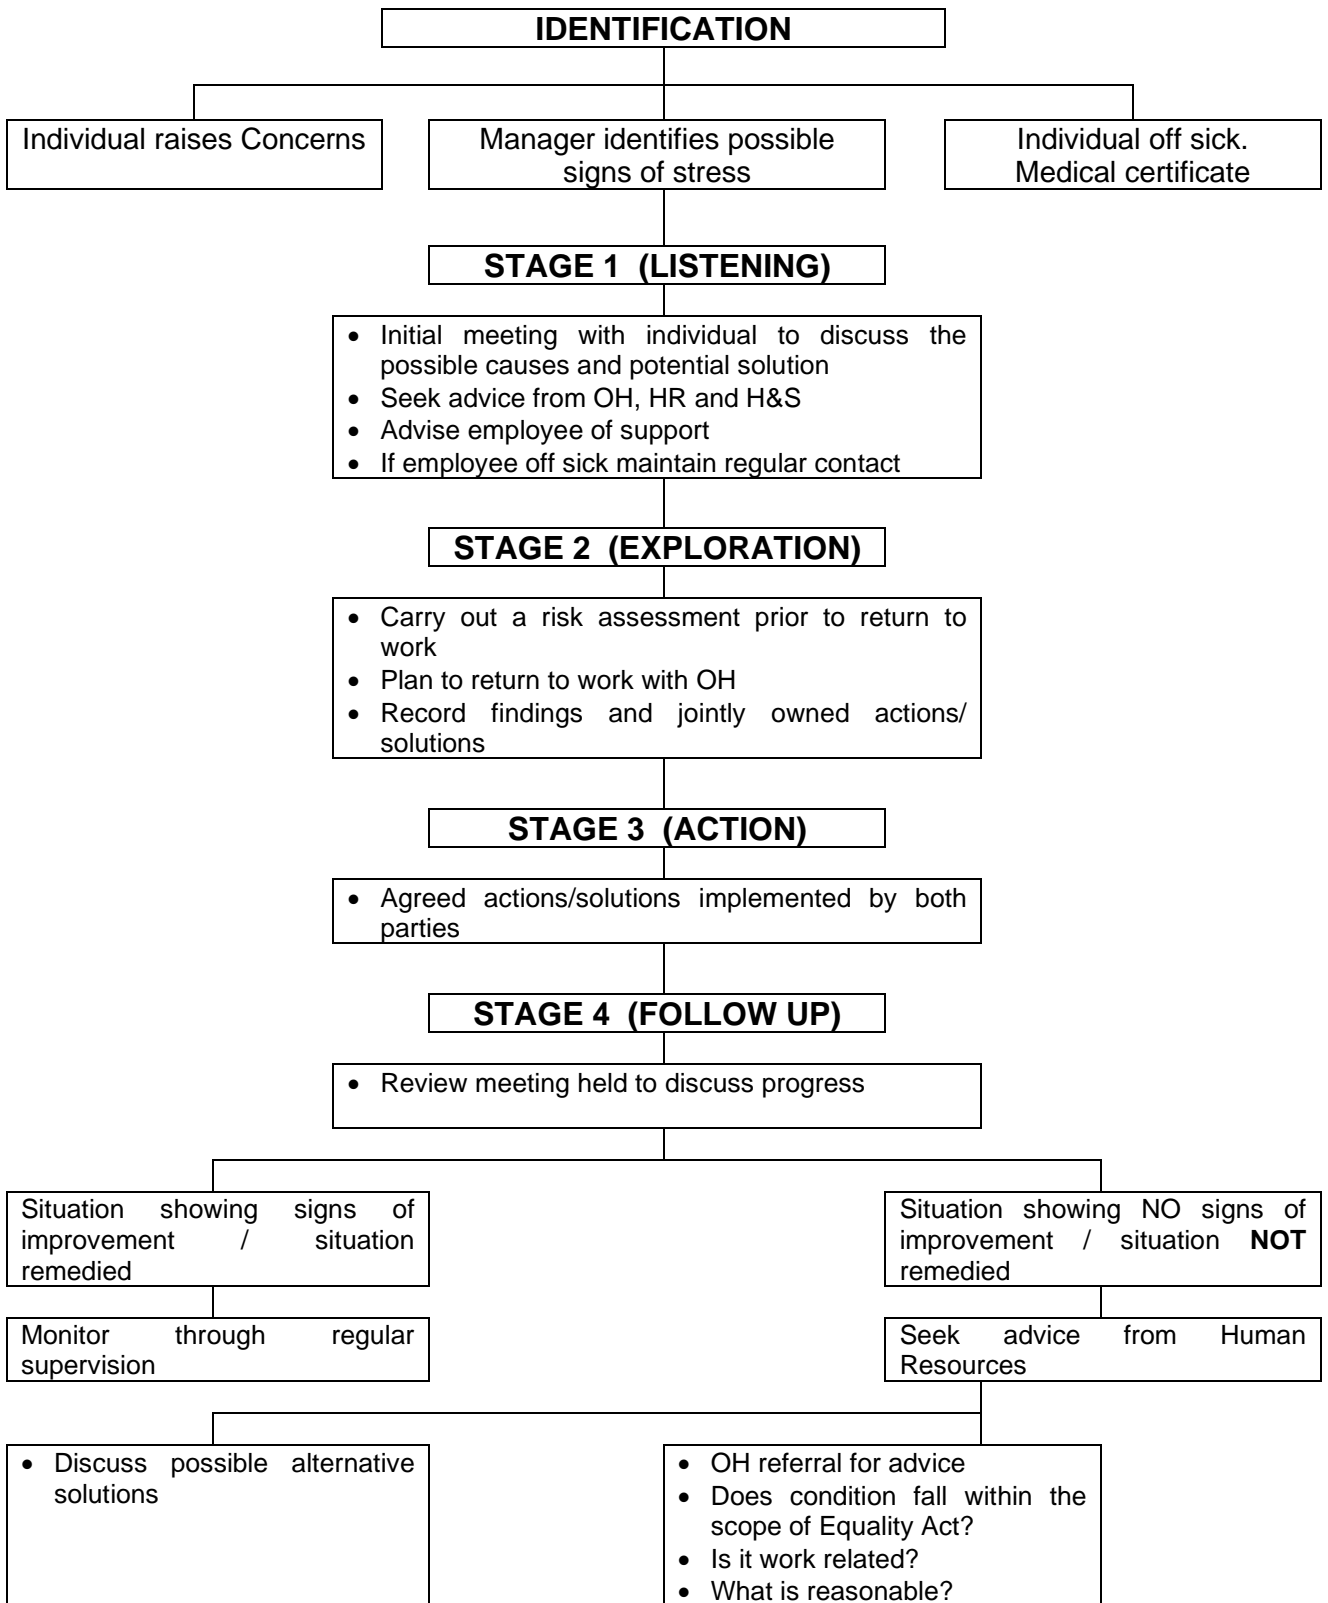 IDENTIFICATION
Individual raises Concerns
Manager identifies possible
signs of stress
Individual off sick.
Medical certificate
STAGE 1 (LISTENING)
• Initial meeting with individual to discuss the
possible causes and potential solution
• Seek advice from OH, HR and H&S
• Advise employee of support
• If employee off sick maintain regular contact
STAGE 2 (EXPLORATION)
• Carry out a risk assessment prior to return to
work
• Plan to return to work with OH
• Record findings and jointly owned actions/
solutions
STAGE 3 (ACTION)
• Agreed actions/solutions implemented by both
parties
STAGE 4 (FOLLOW UP)
• Review meeting held to discuss progress
Situation showing signs of
improvement / situation
remedied
Situation showing NO signs of
improvement / situation NOT
remedied
Monitor through regular
supervision
Seek advice from Human
Resources
• Discuss possible alternative
solutions
• OH referral for advice
• Does condition fall within the
scope of Equality Act?
• Is it work related?
• What is reasonable?